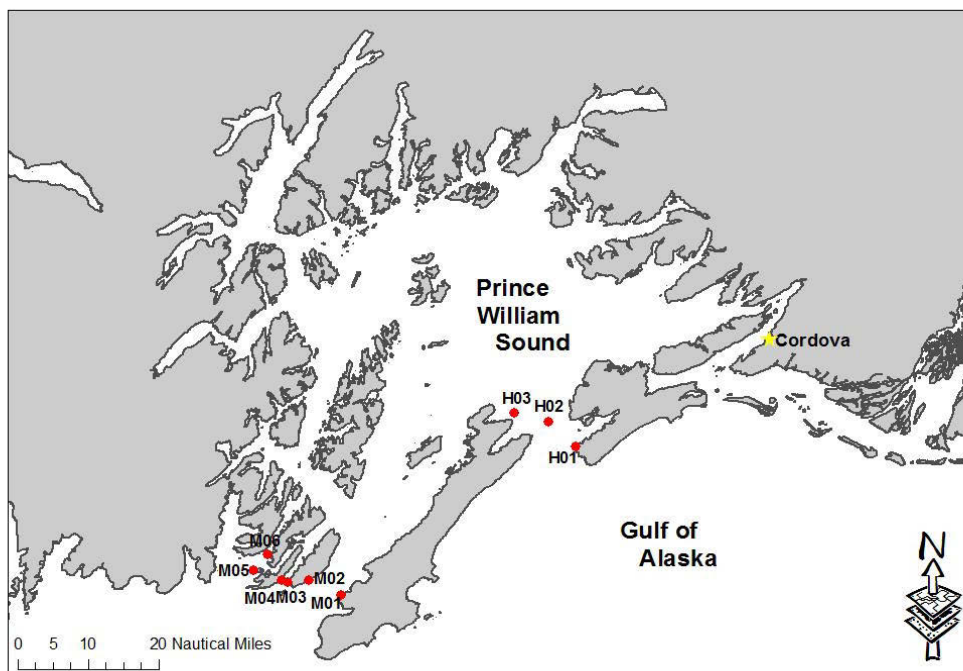 Prince
William
Sound
Cordova
H03
H02
H01
Gulf of
Alaska
M06
M05
M04
M03
M02
M01
N
0 5 10 20 Nautical Miles